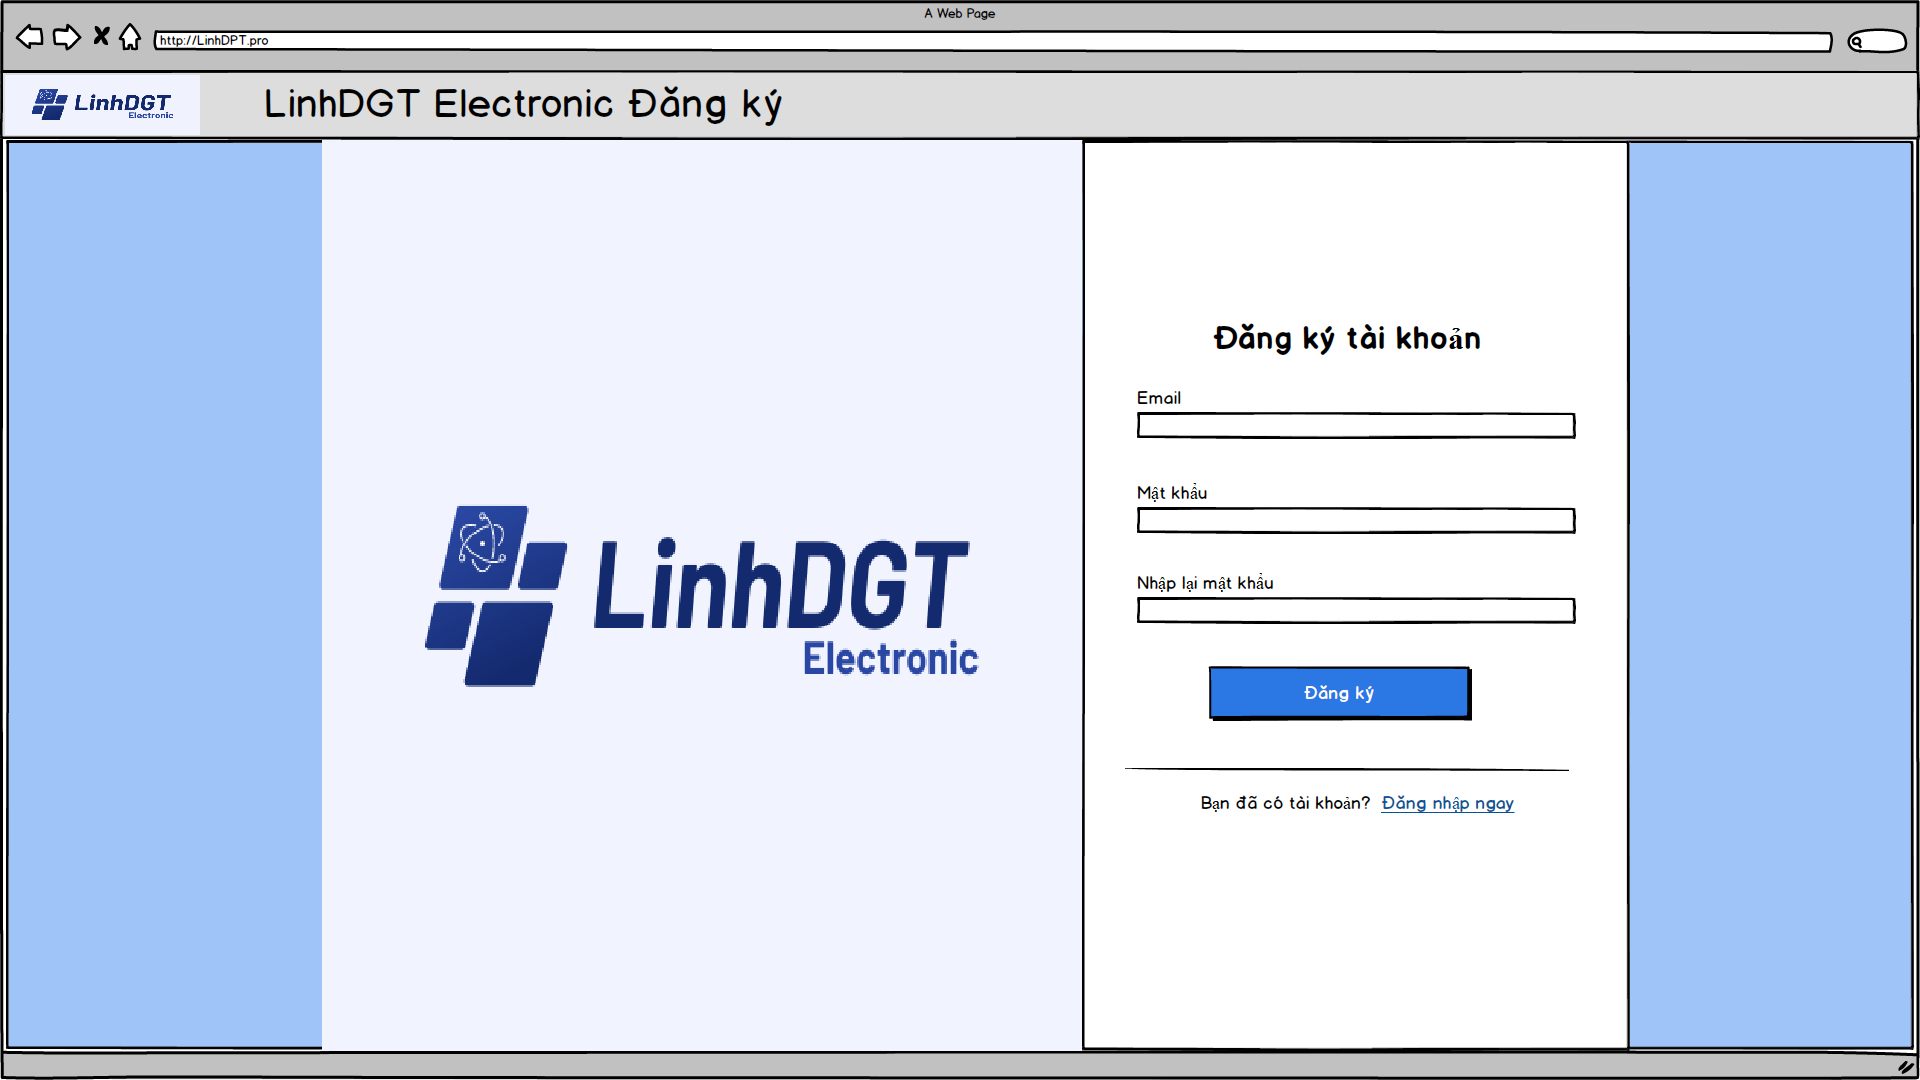 A Web Page
http://LinhDPT.pro
LinhDGT
Electronic
LinhDGT Electronic Đăng ký
LinhDGT
Electronic
Đăng ký tài khoản
Email
Mật khẩu
Nhập lại mật khẩu
Đăng ký
Bạn đã có tài khoản? Đăng nhập ngay